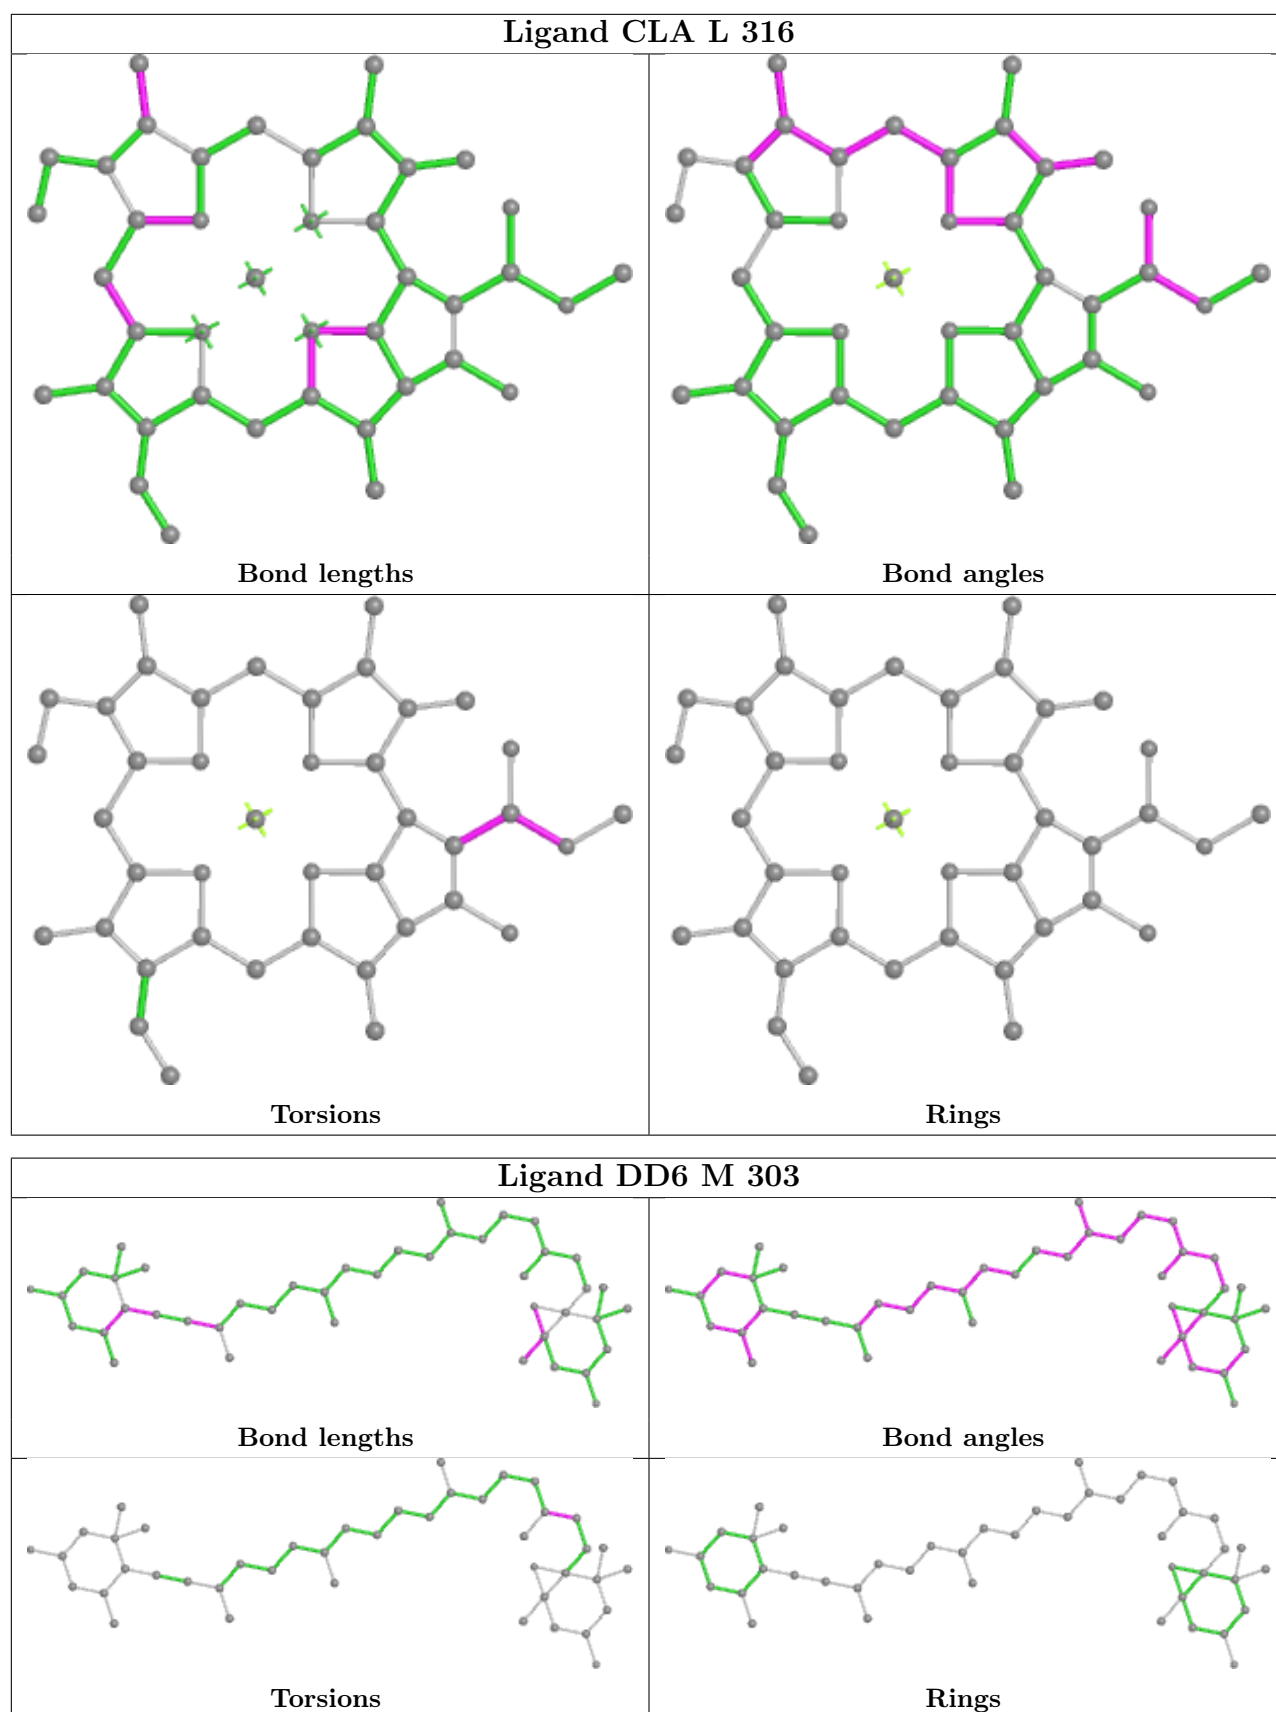 Ligand CLA L 316
Bond lengths
Bond angles
Torsions
Rings
Ligand DD6 M 303
Bond lengths
Bond angles
Torsions
Rings